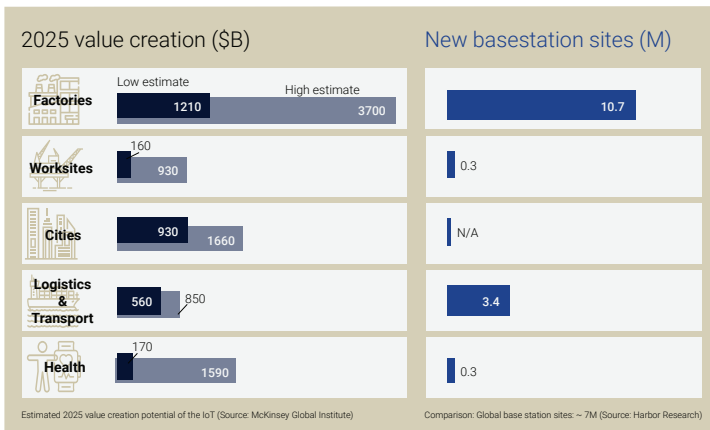 2025 value creation ($B)
New basestation sites (M)
Low estimate
High estimate
Factories
1210
3700
10.7
160
Worksites
930
0.3
Cities
930
1660
N/A
Logistics
&
Transport
560
850
3.4
170
Health
1590
0.3
Estimated 2025 value creation potential of the IoT (Source: McKinsey Global Institute)
Comparison: Global base station sites: ~ 7M (Source: Harbor Research)